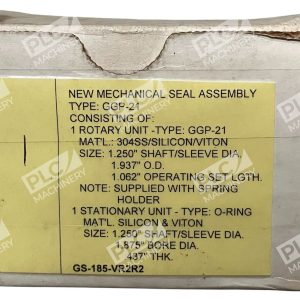 NEW MECHANICAL SEAL ASSEMBLY
TYPE: GGP-21
CONSISTING OF:
1 ROTARY UNIT -TYPE: GGP-21
MAT'L.: 304SS/SILICON/VITON
SIZE: 1.250" SHAFT/SLEEVE DIA.
1.937" O.D.
1.062" OPERATIONAL SET LGTH.
NOTE: SUPPLIED WITH SPRING
HOLDER
1 STATIONARY UNIT - TYPE: O-RING
MAT'L. SILICON & VITON
SIZE: 1.250" SHAFT/SLEEVE DIA.
1.875" BORE DIA.
.437" THK.
GS-185-VR2R2
PLC
MACHINERY